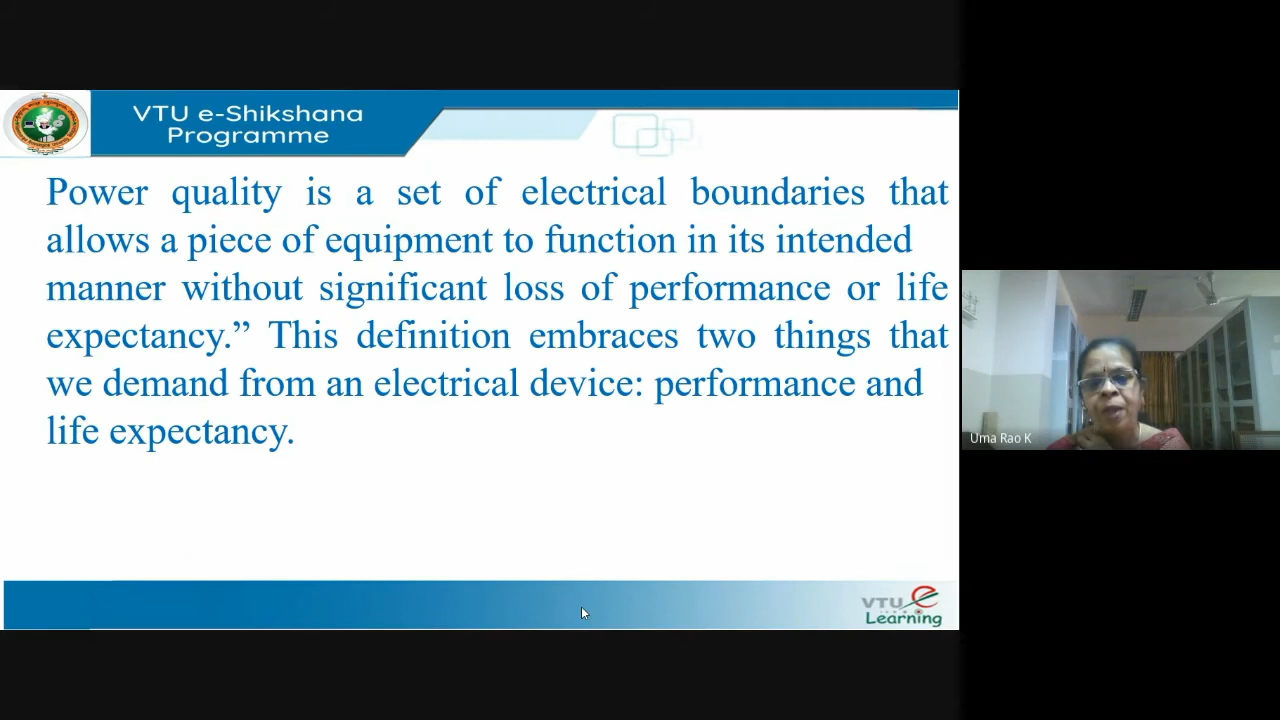 VTU e-Shikshana
Programme
Power quality is a set of electrical boundaries that
allows a piece of equipment to function in its intended
manner without significant loss of performance or life
expectancy.” This definition embraces two things that
we demand from an electrical device: performance and
life expectancy.
Uma Rao K
VTU e
Learning